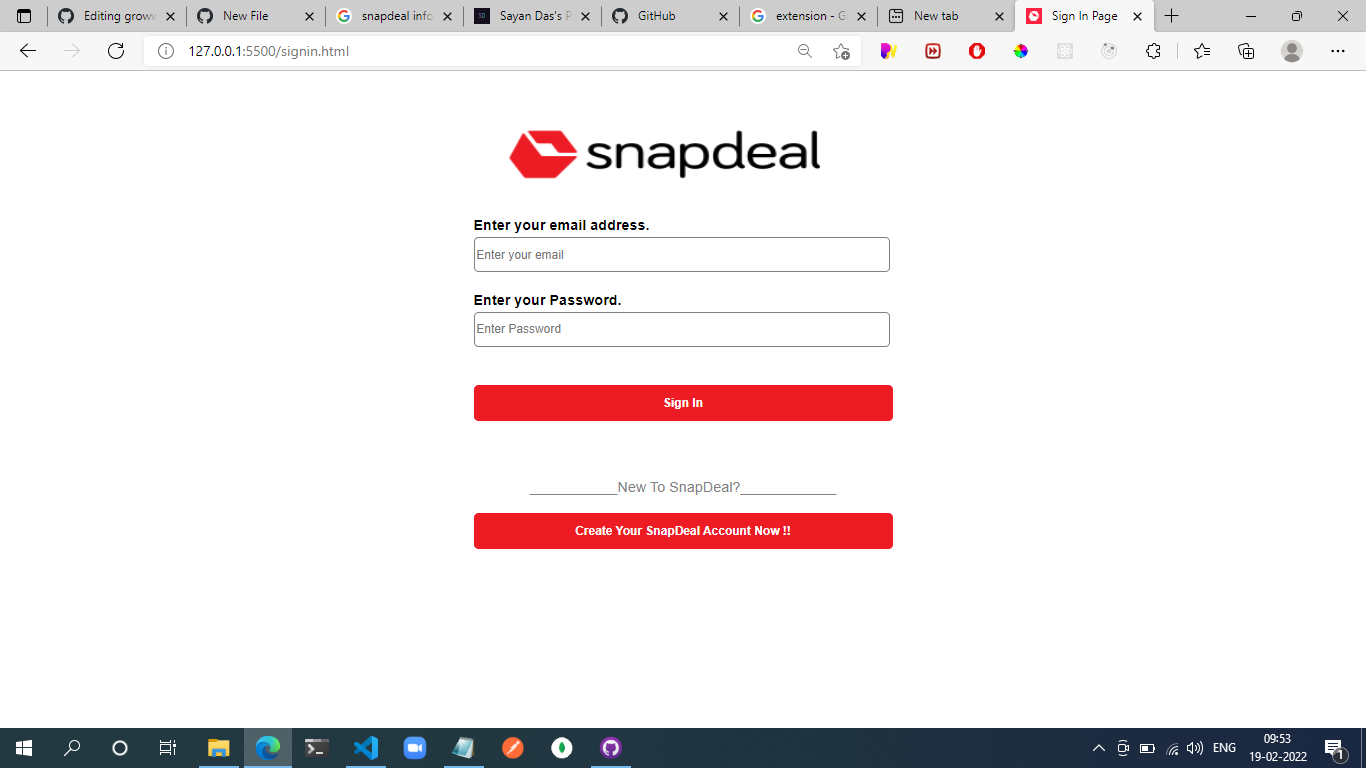 Editing grow
New File
snapdeal info
SD
Sayan Das's P
GitHub
extension - G
New tab
Sign In Page
127.0.0.1:5500/signin.html
snapdeal
Enter your email address.
Enter your email
Enter your Password.
Enter Password
Sign In
___________New To SnapDeal?____________
Create Your SnapDeal Account Now !!
ENG
09:53
19-02-2022
1